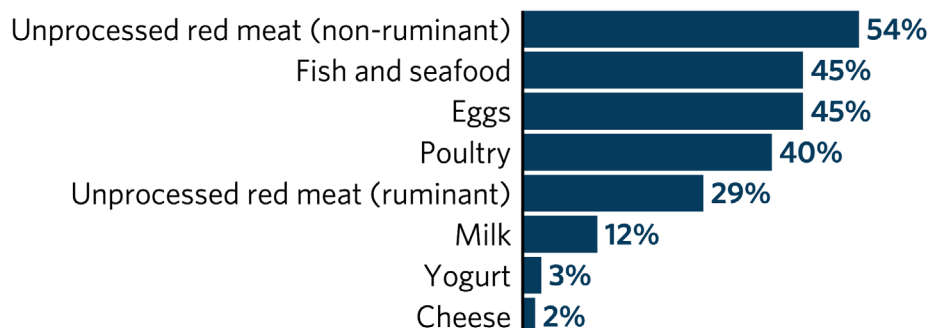 Unprocessed red meat (non-ruminant) 54%
Fish and seafood 45%
Eggs 45%
Poultry 40%
Unprocessed red meat (ruminant) 29%
Milk 12%
Yogurt 3%
Cheese 2%